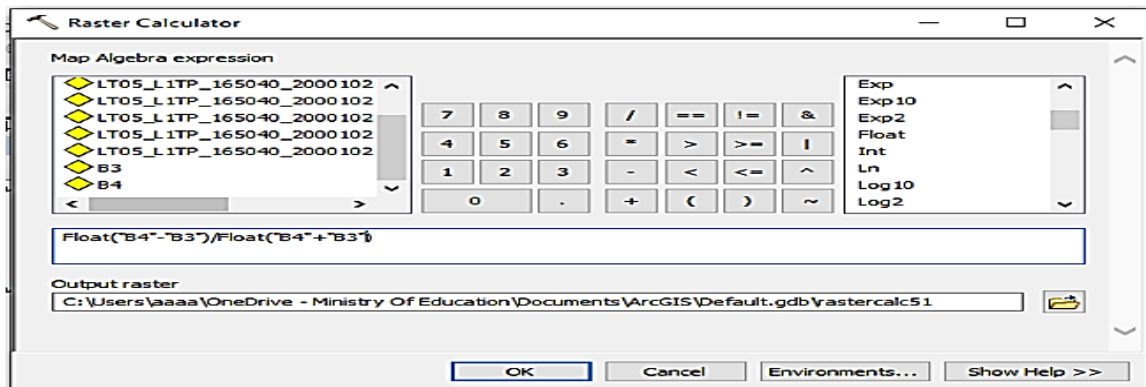 Raster Calculator
Map Algebra expression
LT05_L1TP_165040_2000102
LT05_L1TP_165040_2000102
LT05_L1TP_165040_2000102
LT05_L1TP_165040_2000102
LT05_L1TP_165040_2000102
B3
B4
7 8 9 / == != &
4 5 6 * > >= |
1 2 3 - < <= ^
0 . + ( ) ~
Exp
Exp10
Exp2
Float
Int
Ln
Log10
Log2
Float("B4"-"B3")/Float("B4"+"B3")
Output raster
C:\Users\aaaa\OneDrive - Ministry Of Education\Documents\ArcGIS\Default.gdb\rastercalc51
OK Cancel Environments... Show Help >>